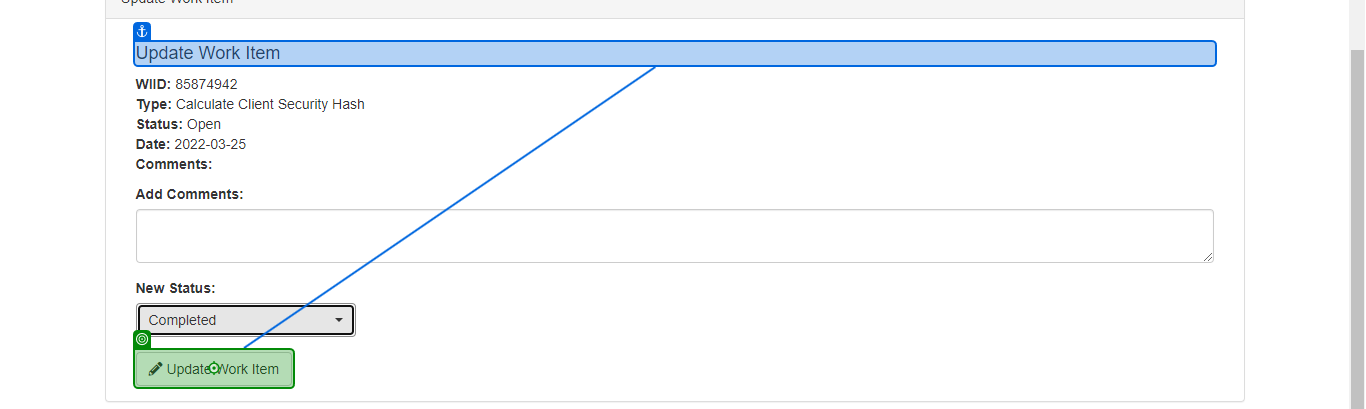 Update Work Item
Update Work Item
WIID: 85874942
Type: Calculate Client Security Hash
Status: Open
Date: 2022-03-25
Comments:
Add Comments:
New Status:
Completed
Update Work Item